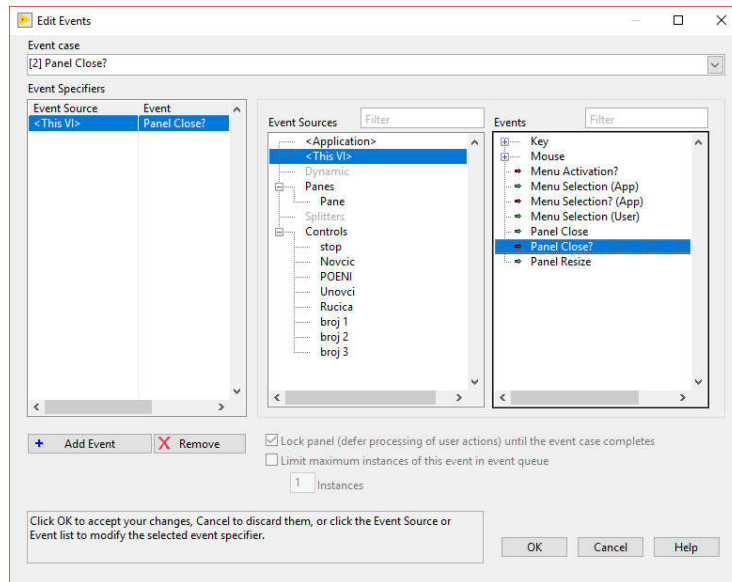 Edit Events
Event case
[2] Panel Close?
Event Specifiers
Event Source Event
<This VI> Panel Close?
Event Sources Filter
<Application>
<This VI>
Dynamic
Panes
Pane
Splitters
Controls
stop
Novcic
POENI
Unovci
Rucica
broj 1
broj 2
broj 3
Events Filter
Key
Mouse
Menu Activation?
Menu Selection (App)
Menu Selection? (App)
Menu Selection (User)
Panel Close
Panel Close?
Panel Resize
+ Add Event X Remove
Lock panel (defer processing of user actions) until the event case completes
Limit maximum instances of this event in event queue
1 Instances
Click OK to accept your changes, Cancel to discard them, or click the Event Source or
Event list to modify the selected event specifier.
OK Cancel Help